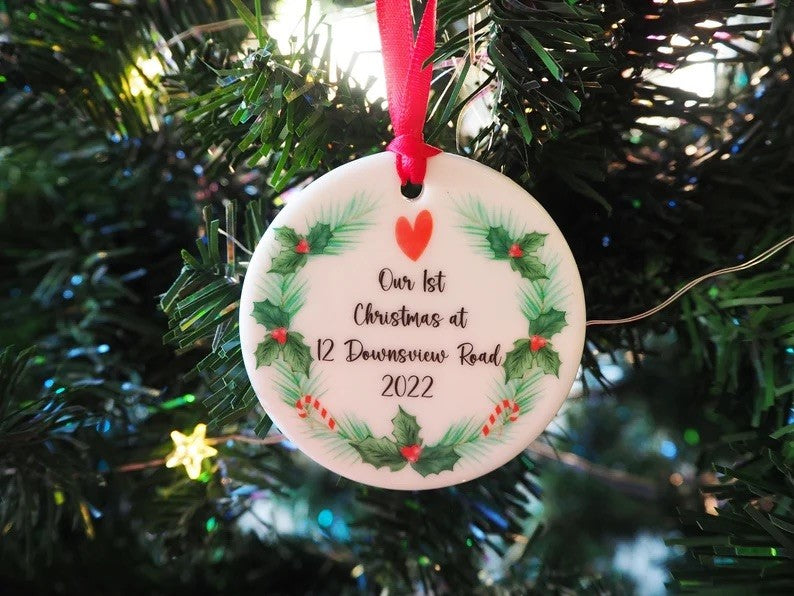 Our 1st
Christmas at
12 Downsview Road
2022